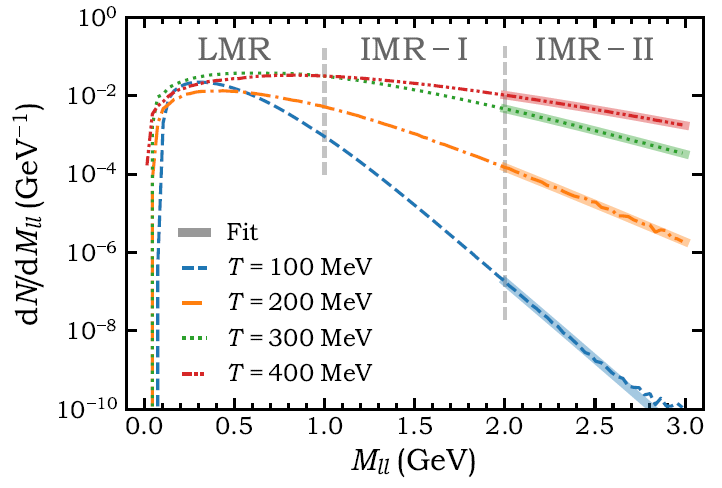 10⁰
10⁻²
10⁻⁴
10⁻⁶
10⁻⁸
10⁻¹⁰
dN/dM_ll (GeV⁻¹)
LMR
IMR – I
IMR – II
Fit
T = 100 MeV
T = 200 MeV
T = 300 MeV
T = 400 MeV
0.0 0.5 1.0 1.5 2.0 2.5 3.0
M_ll (GeV)